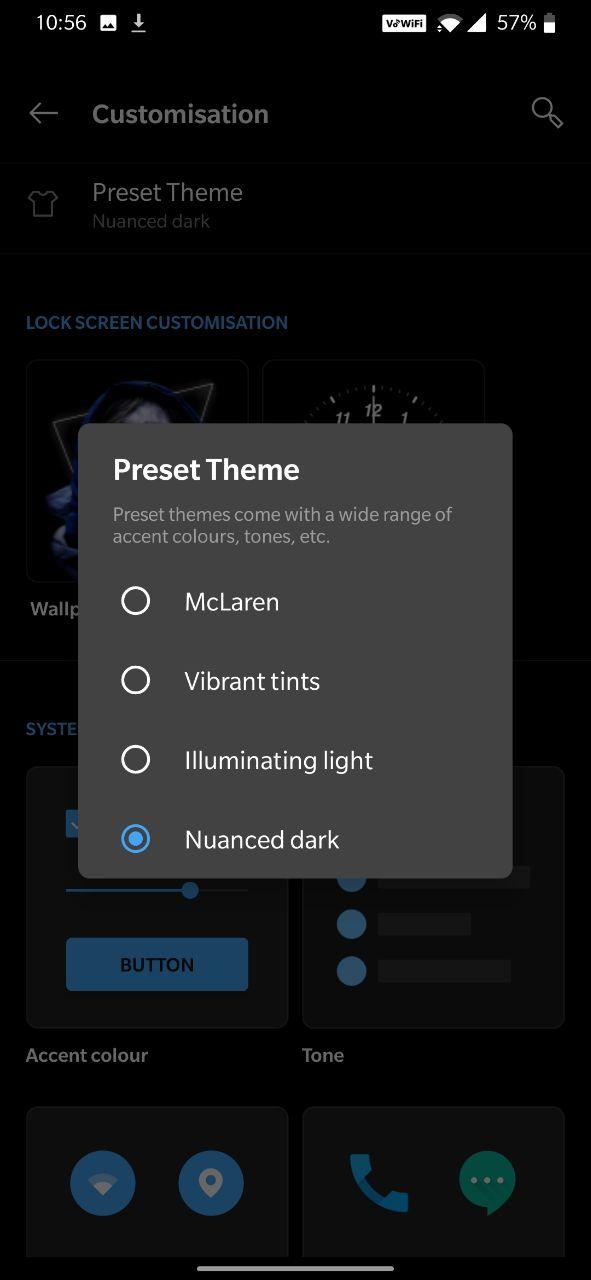 10:56
VoWiFi
57%
Customisation
Preset Theme
Nuanced dark
LOCK SCREEN CUSTOMISATION
11 12 1
Preset Theme
Preset themes come with a wide range of
accent colours, tones, etc.
McLaren
Wallp
Vibrant tints
SYSTE
Illuminating light
Nuanced dark
BUTTON
Accent colour
Tone